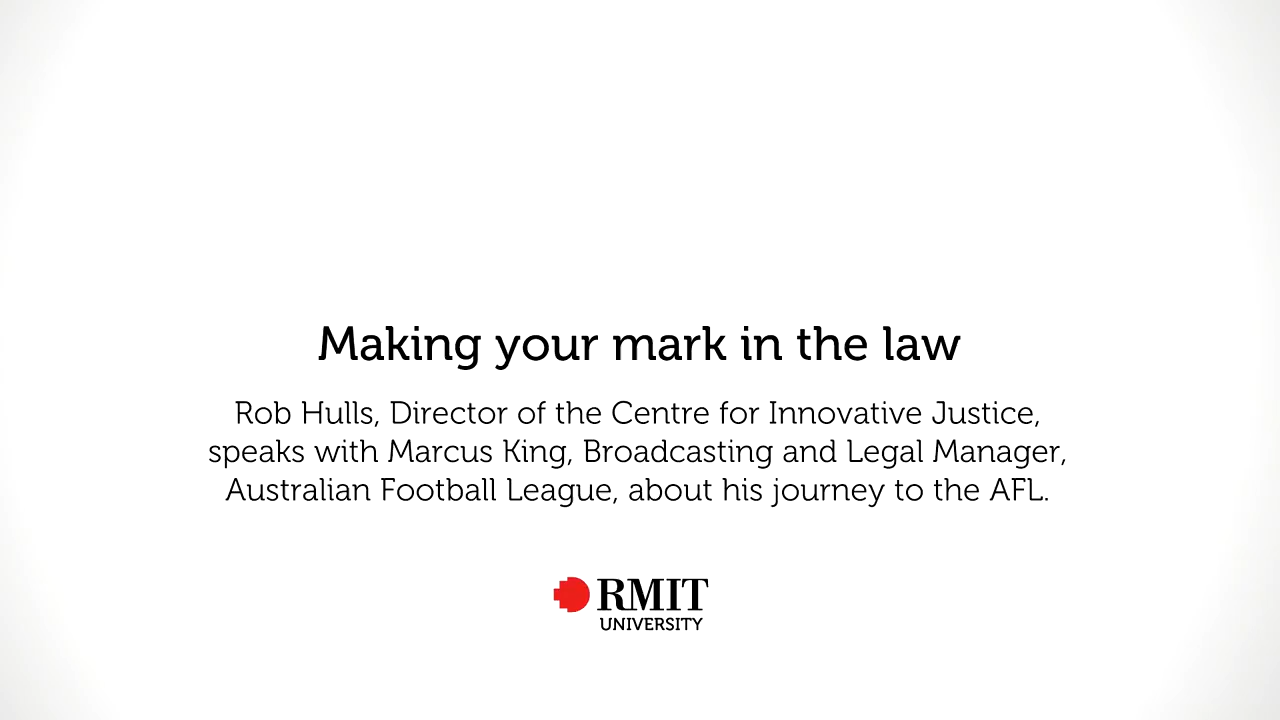 Making your mark in the law
Rob Hulls, Director of the Centre for Innovative Justice,
speaks with Marcus King, Broadcasting and Legal Manager,
Australian Football League, about his journey to the AFL.
RMIT
UNIVERSITY